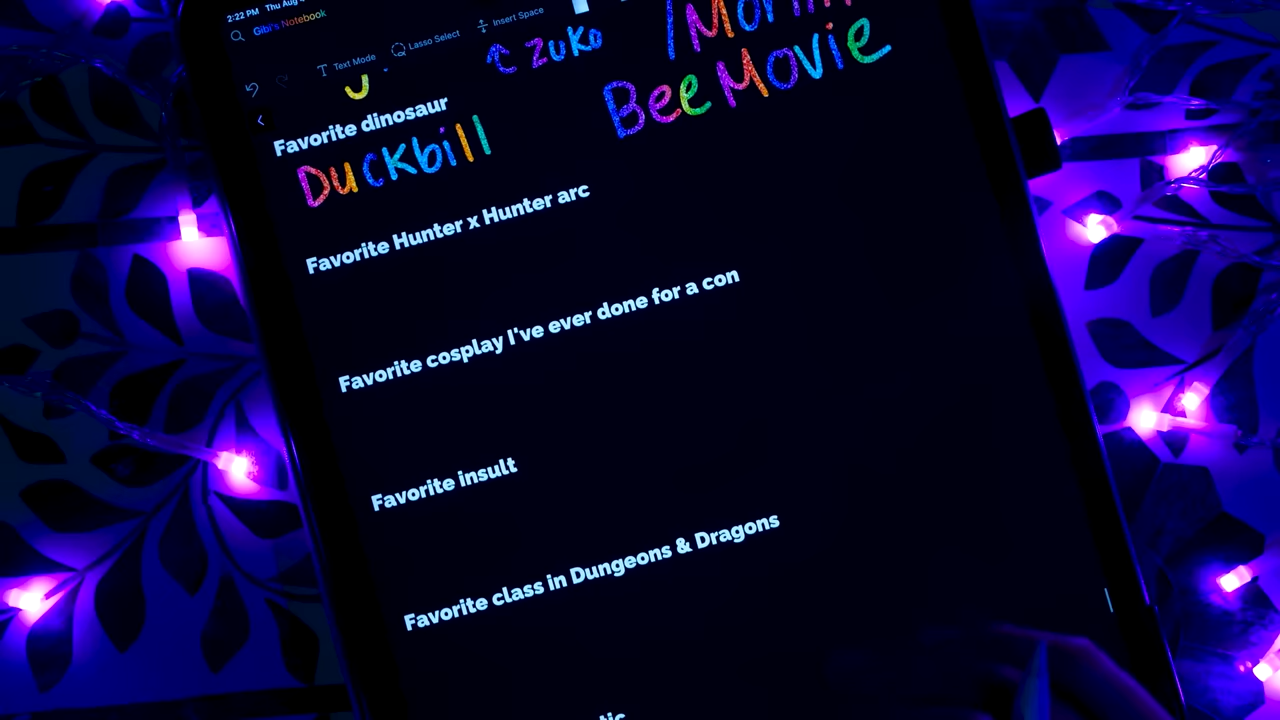 2:22 PM Thu Aug
Gibi's Notebook
Text Mode
Lasso Select
Insert Space
Zuko
Bee Movie
Favorite dinosaur
Duckbill
Favorite Hunter x Hunter arc
Favorite cosplay I've ever done for a con
Favorite insult
Favorite class in Dungeons & Dragons